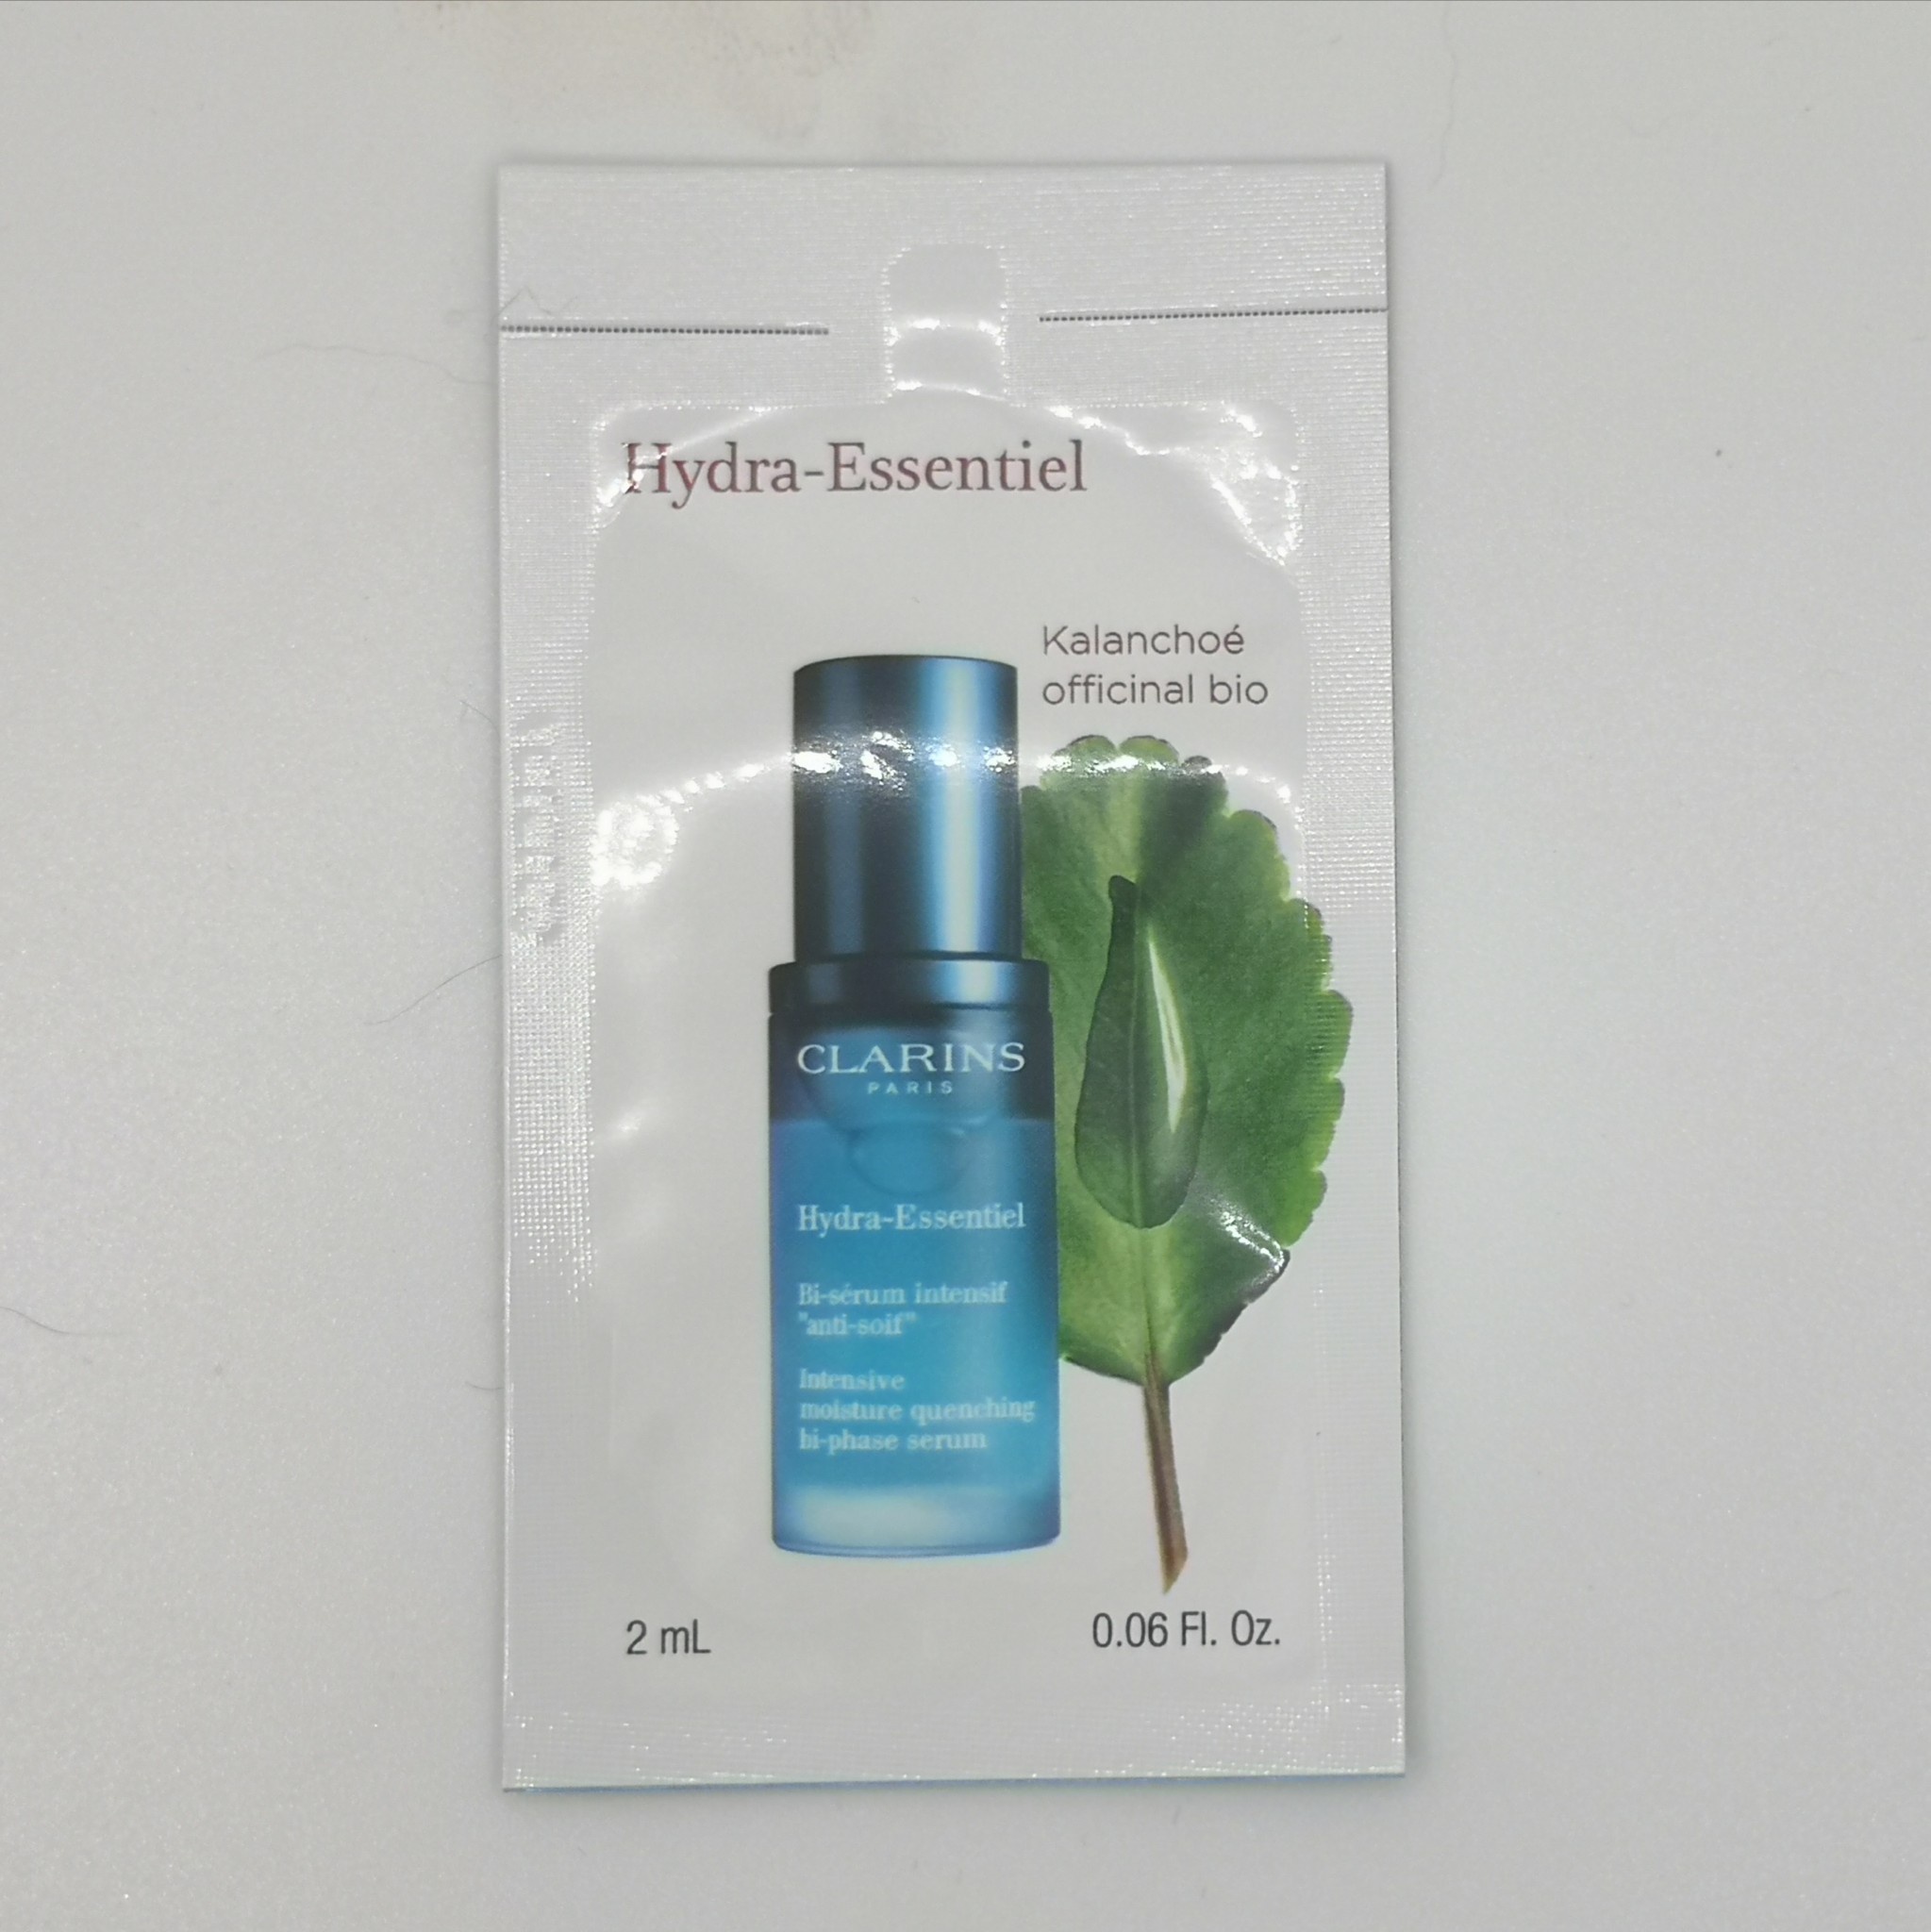 Hydra-Essentiel
Kalanchoé
officinal bio
CLARINS
PARIS
Hydra-Essentiel
Bi-sérum intensif
"anti-soif"
Intensive
moisture quenching
bi-phase serum
2 mL
0.06 Fl. Oz.